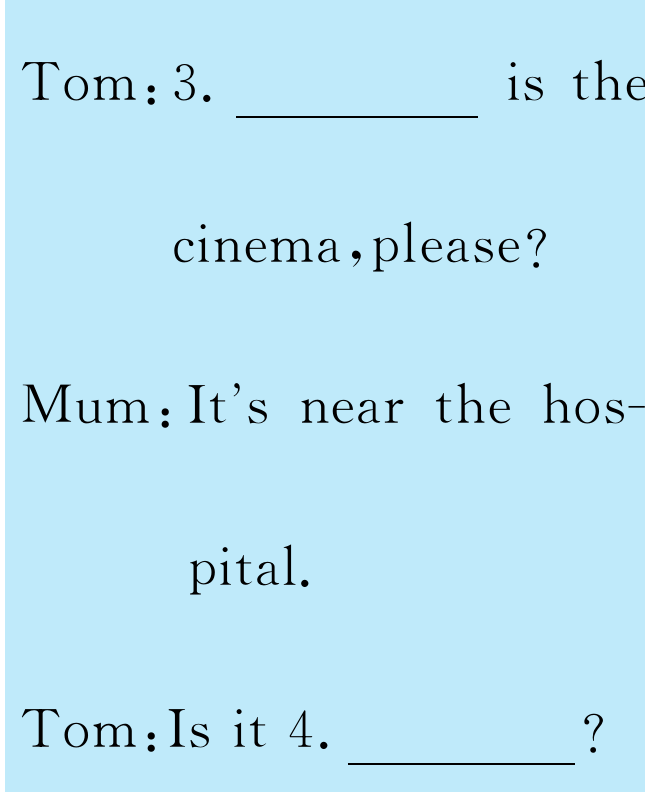 Tom:3. ________ is the
cinema,please?
Mum:It's near the hos-
pital.
Tom:Is it 4. ________?